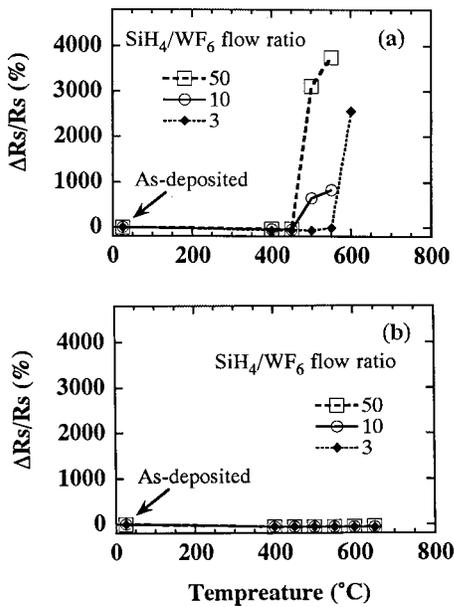 (a)
SiH4/WF6 flow ratio
50
10
3
As-deposited
ΔRs/Rs (%)
4000
3000
2000
1000
0
0 200 400 600 800
(b)
SiH4/WF6 flow ratio
50
10
3
As-deposited
ΔRs/Rs (%)
4000
3000
2000
1000
0
0 200 400 600 800
Tempreature (°C)